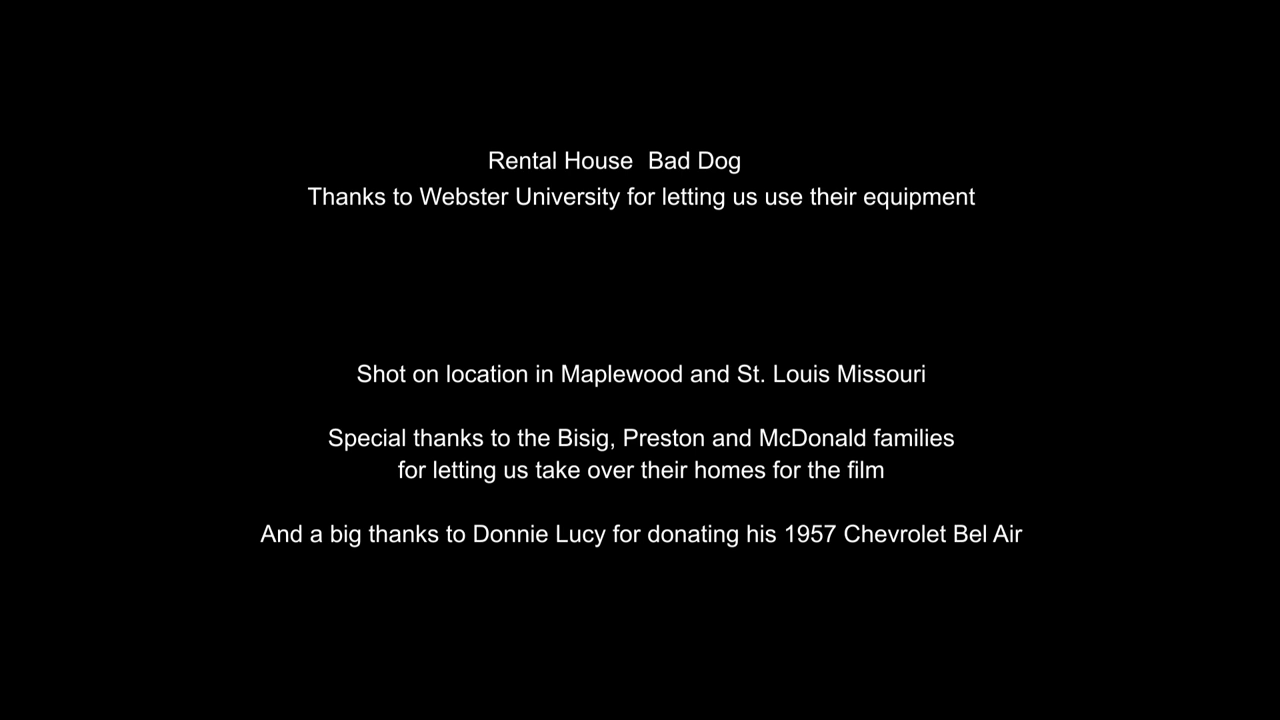 Rental House  Bad Dog
Thanks to Webster University for letting us use their equipment
Shot on location in Maplewood and St. Louis Missouri
Special thanks to the Bisig, Preston and McDonald families
for letting us take over their homes for the film
And a big thanks to Donnie Lucy for donating his 1957 Chevrolet Bel Air